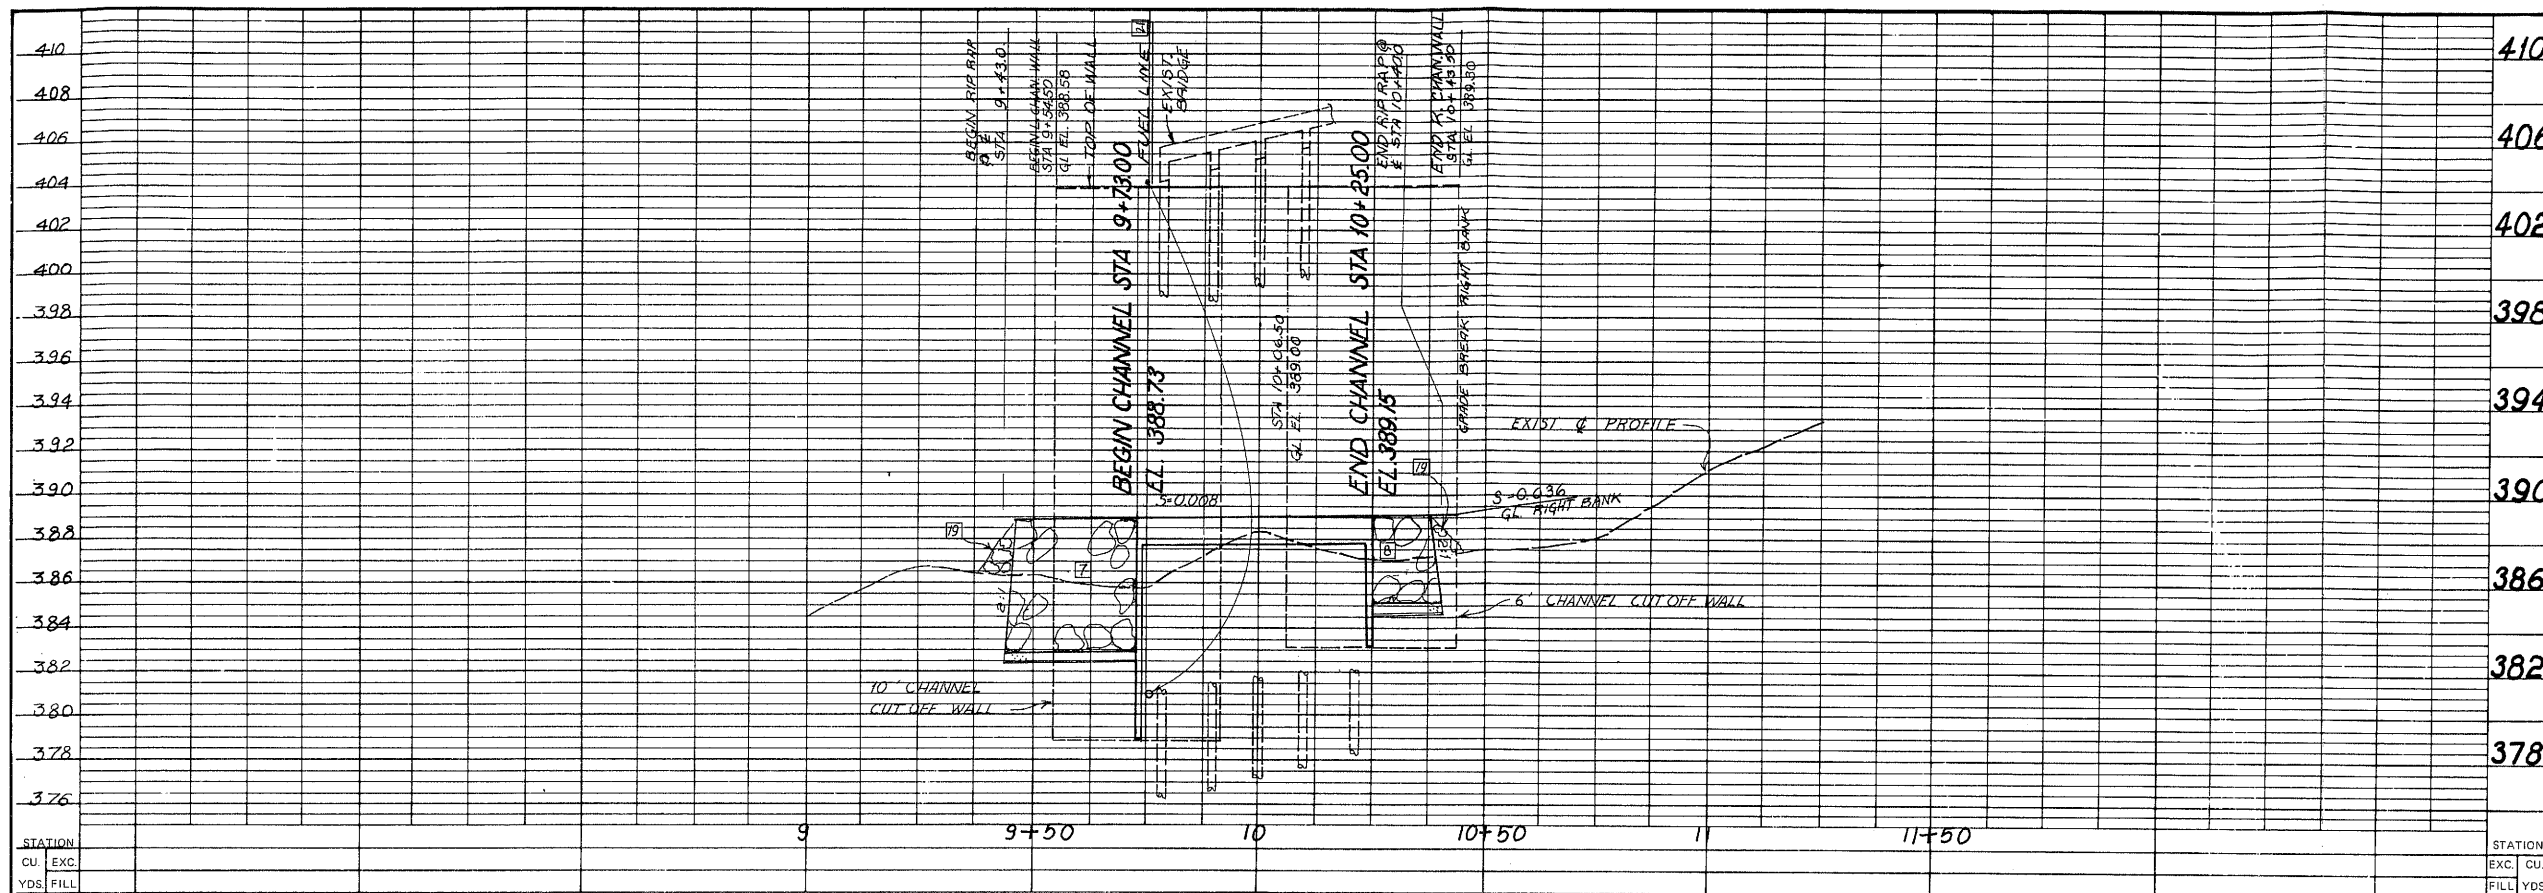 410
408
406
404
402
400
398
396
394
392
390
388
386
384
382
380
378
376
BEGIN RIP RAP
@ ℄
STA 9+43.0
BEGIN L. CHAN. WALL
STA 9+54.50
GL EL. 388.58
TOP OF WALL
BEGIN CHANNEL STA 9+73.00
EL. 388.73
FUEL LINE
21
EXIST.
BRIDGE
S=0.008
STA 10+06.50
GL EL. 389.00
END CHANNEL STA 10+25.00
EL. 389.15
END RIP RAP @
℄ STA 10+40.0
END R. CHAN. WALL
STA. 10+43.50
GL EL 389.80
GRADE BREAK RIGHT BANK
EXIST ℄ PROFILE
19
S=0.036
GL RIGHT BANK
19
7
8
2:1
6' CHANNEL CUT OFF WALL
10' CHANNEL
CUT OFF WALL
410
406
402
398
394
390
386
382
378
9
9+50
10
10+50
11
11+50
STATION
CU. EXC.
YDS. FILL
STATION
EXC. CU.
FILL YDS